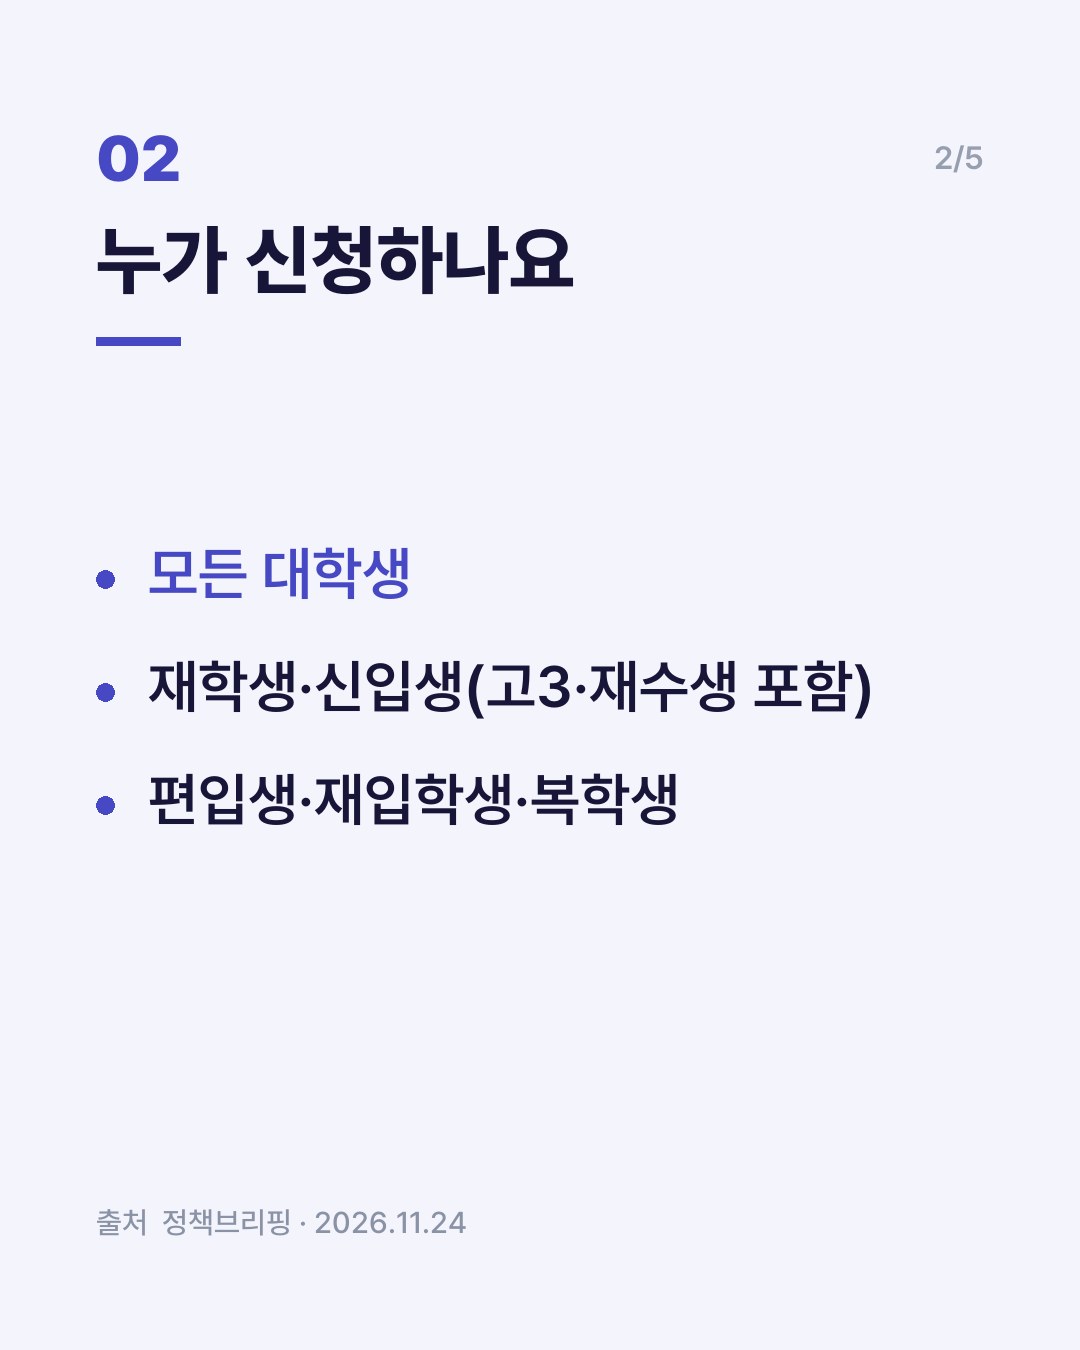 02
2/5
누가 신청하나요
모든 대학생
재학생·신입생(고3·재수생 포함)
편입생·재입학생·복학생
출처 정책브리핑 · 2026.11.24